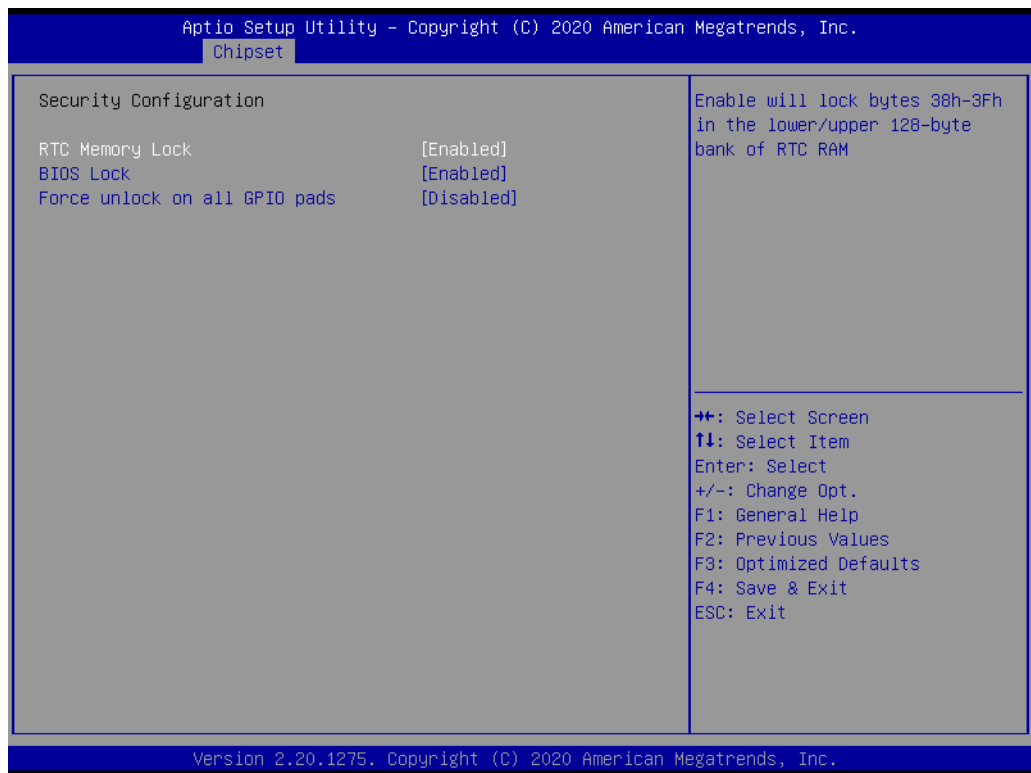 Aptio Setup Utility – Copyright (C) 2020 American Megatrends, Inc.
Chipset
Security Configuration
RTC Memory Lock [Enabled]
BIOS Lock [Enabled]
Force unlock on all GPIO pads [Disabled]
Enable will lock bytes 38h-3Fh
in the lower/upper 128-byte
bank of RTC RAM
→←: Select Screen
↑↓: Select Item
Enter: Select
+/-: Change Opt.
F1: General Help
F2: Previous Values
F3: Optimized Defaults
F4: Save & Exit
ESC: Exit
Version 2.20.1275. Copyright (C) 2020 American Megatrends, Inc.